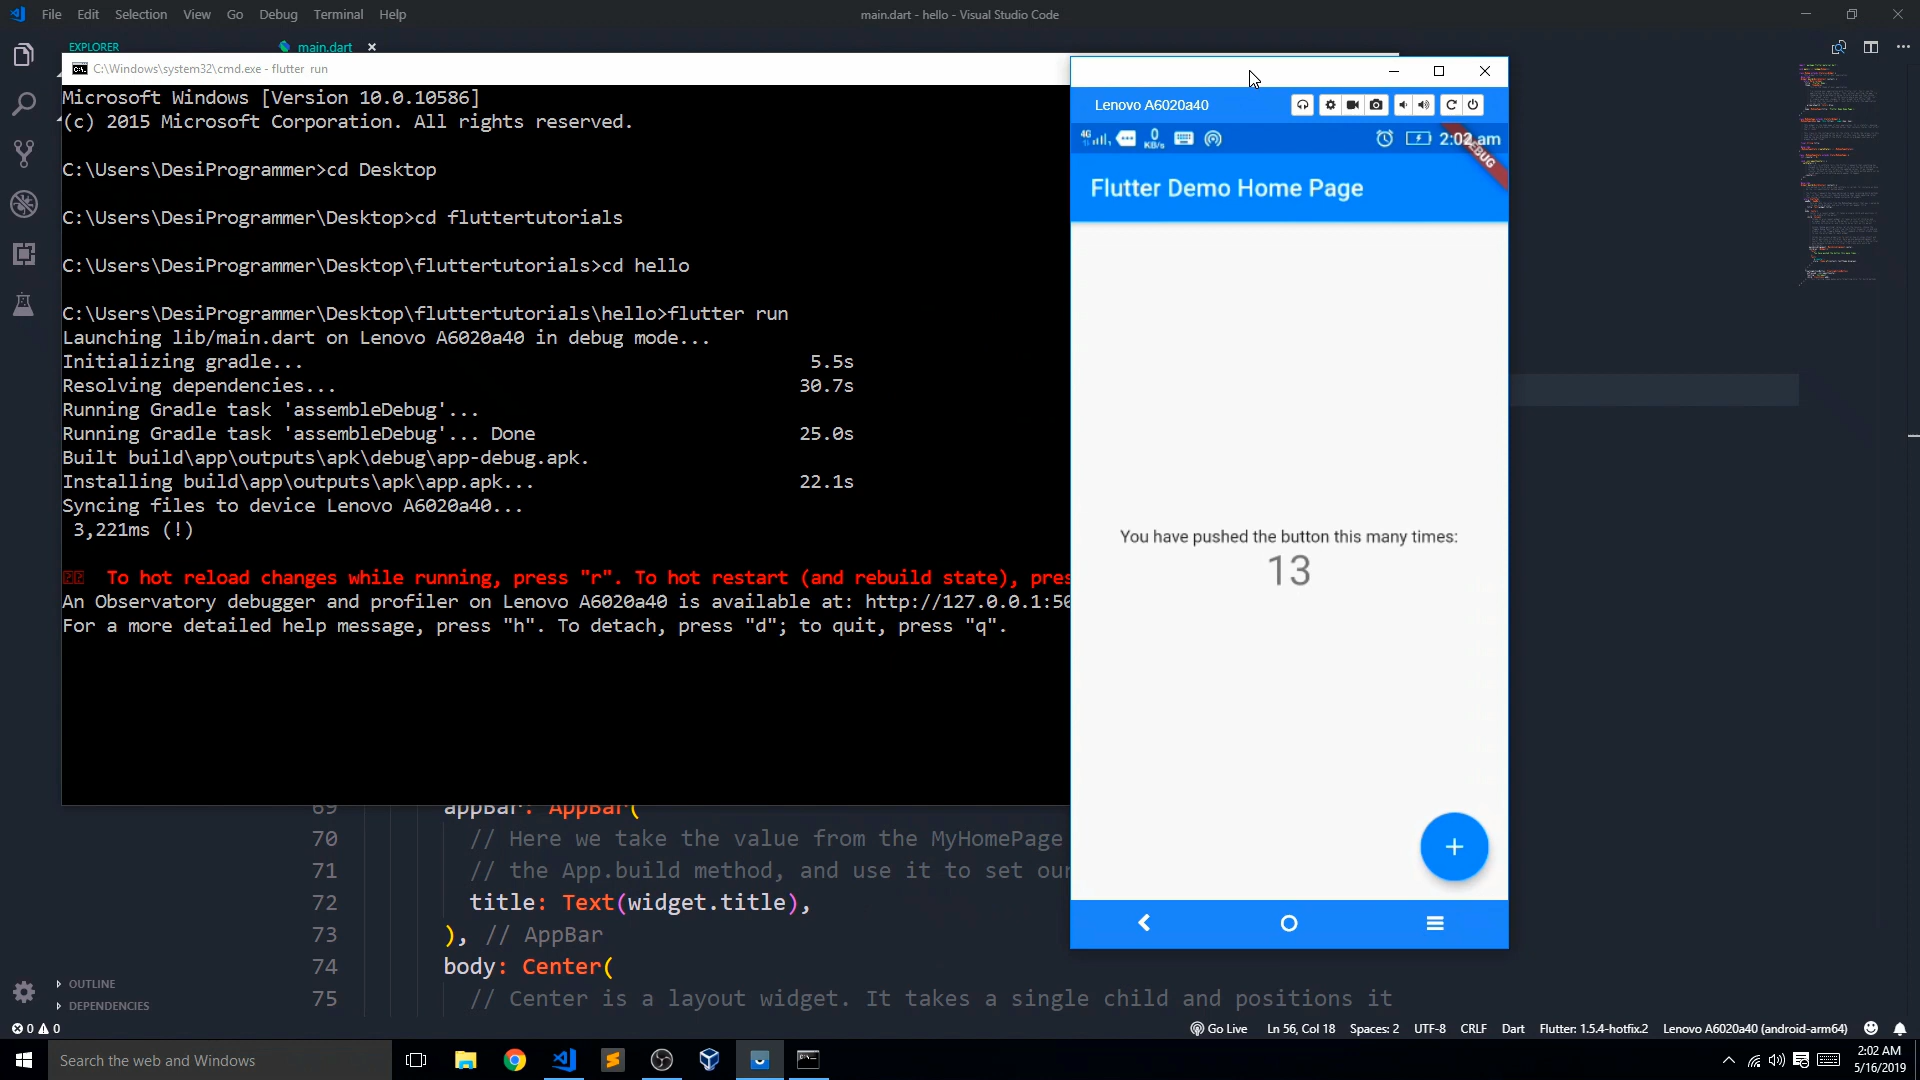 File Edit Selection View Go Debug Terminal Help
main.dart - hello - Visual Studio Code
EXPLORER
main.dart
C:\Windows\system32\cmd.exe - flutter run
Microsoft Windows [Version 10.0.10586]
(c) 2015 Microsoft Corporation. All rights reserved.
C:\Users\DesiProgrammer>cd Desktop
C:\Users\DesiProgrammer\Desktop>cd fluttertutorials
C:\Users\DesiProgrammer\Desktop\fluttertutorials>cd hello
C:\Users\DesiProgrammer\Desktop\fluttertutorials\hello>flutter run
Launching lib/main.dart on Lenovo A6020a40 in debug mode...
Initializing gradle... 5.5s
Resolving dependencies... 30.7s
Running Gradle task 'assembleDebug'...
Running Gradle task 'assembleDebug'... Done 25.0s
Built build\app\outputs\apk\debug\app-debug.apk.
Installing build\app\outputs\apk\app.apk... 22.1s
Syncing files to device Lenovo A6020a40...
3,221ms (!)
To hot reload changes while running, press "r". To hot restart (and rebuild state), pres
An Observatory debugger and profiler on Lenovo A6020a40 is available at: http://127.0.0.1:50
For a more detailed help message, press "h". To detach, press "d"; to quit, press "q".
Lenovo A6020a40
4G 0 KB/s 2:02 am
DEBUG
Flutter Demo Home Page
You have pushed the button this many times:
13
+
69 appBar: AppBar(
70 // Here we take the value from the MyHomePage
71 // the App.build method, and use it to set our
72 title: Text(widget.title),
73 ), // AppBar
74 body: Center(
75 // Center is a layout widget. It takes a single child and positions it
OUTLINE
DEPENDENCIES
0 0 Go Live Ln 56, Col 18 Spaces: 2 UTF-8 CRLF Dart Flutter: 1.5.4-hotfix.2 Lenovo A6020a40 (android-arm64)
Search the web and Windows
2:02 AM
5/16/2019